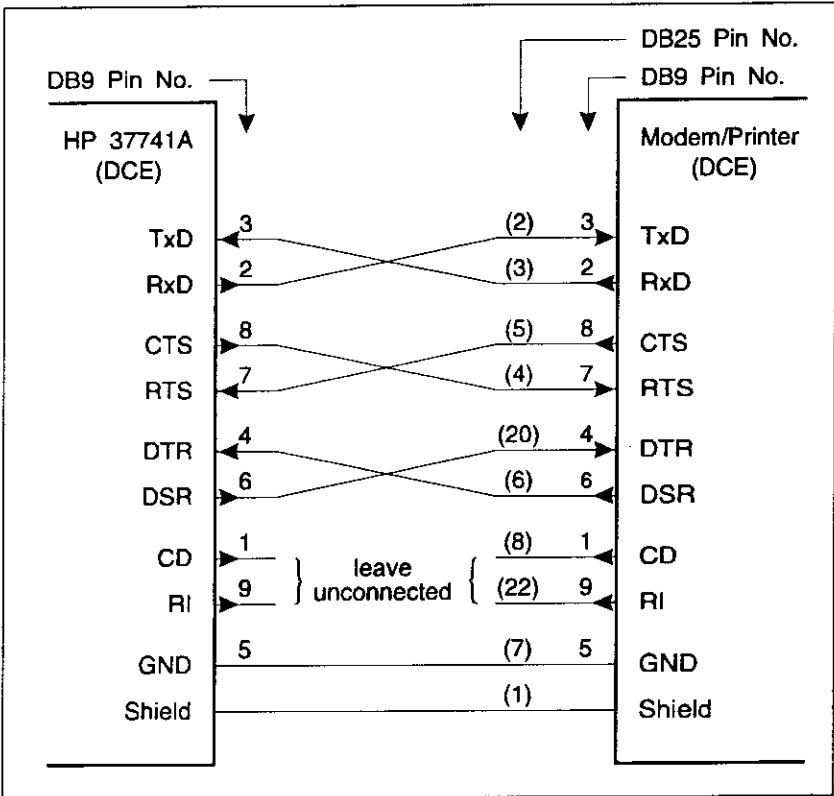 DB25 Pin No.
DB9 Pin No. DB9 Pin No.
HP 37741A Modem/Printer
(DCE) (DCE)
TxD 3 (2) 3 TxD
RxD 2 (3) 2 RxD
CTS 8 (5) 8 CTS
RTS 7 (4) 7 RTS
DTR 4 (20) 4 DTR
DSR 6 (6) 6 DSR
CD 1 (8) 1 CD
leave
unconnected
RI 9 (22) 9 RI
GND 5 (7) 5 GND
Shield (1) Shield